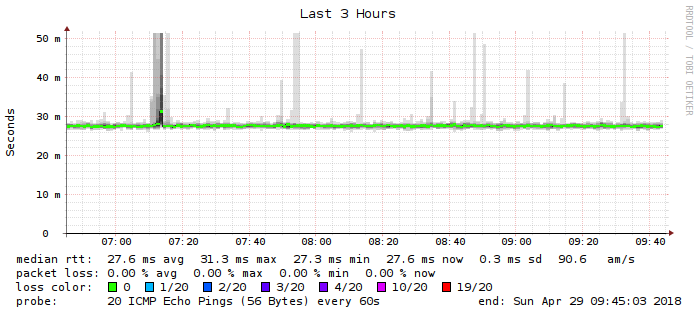 Last 3 Hours
RRDTOOL / TOBI OETIKER
Seconds
50 m
40 m
30 m
20 m
10 m
0
07:00 07:20 07:40 08:00 08:20 08:40 09:00 09:20 09:40
median rtt: 27.6 ms avg 31.3 ms max 27.3 ms min 27.6 ms now 0.3 ms sd 90.6 am/s
packet loss: 0.00 % avg 0.00 % max 0.00 % min 0.00 % now
loss color: 0 1/20 2/20 3/20 4/20 10/20 19/20
probe: 20 ICMP Echo Pings (56 Bytes) every 60s end: Sun Apr 29 09:45:03 2018